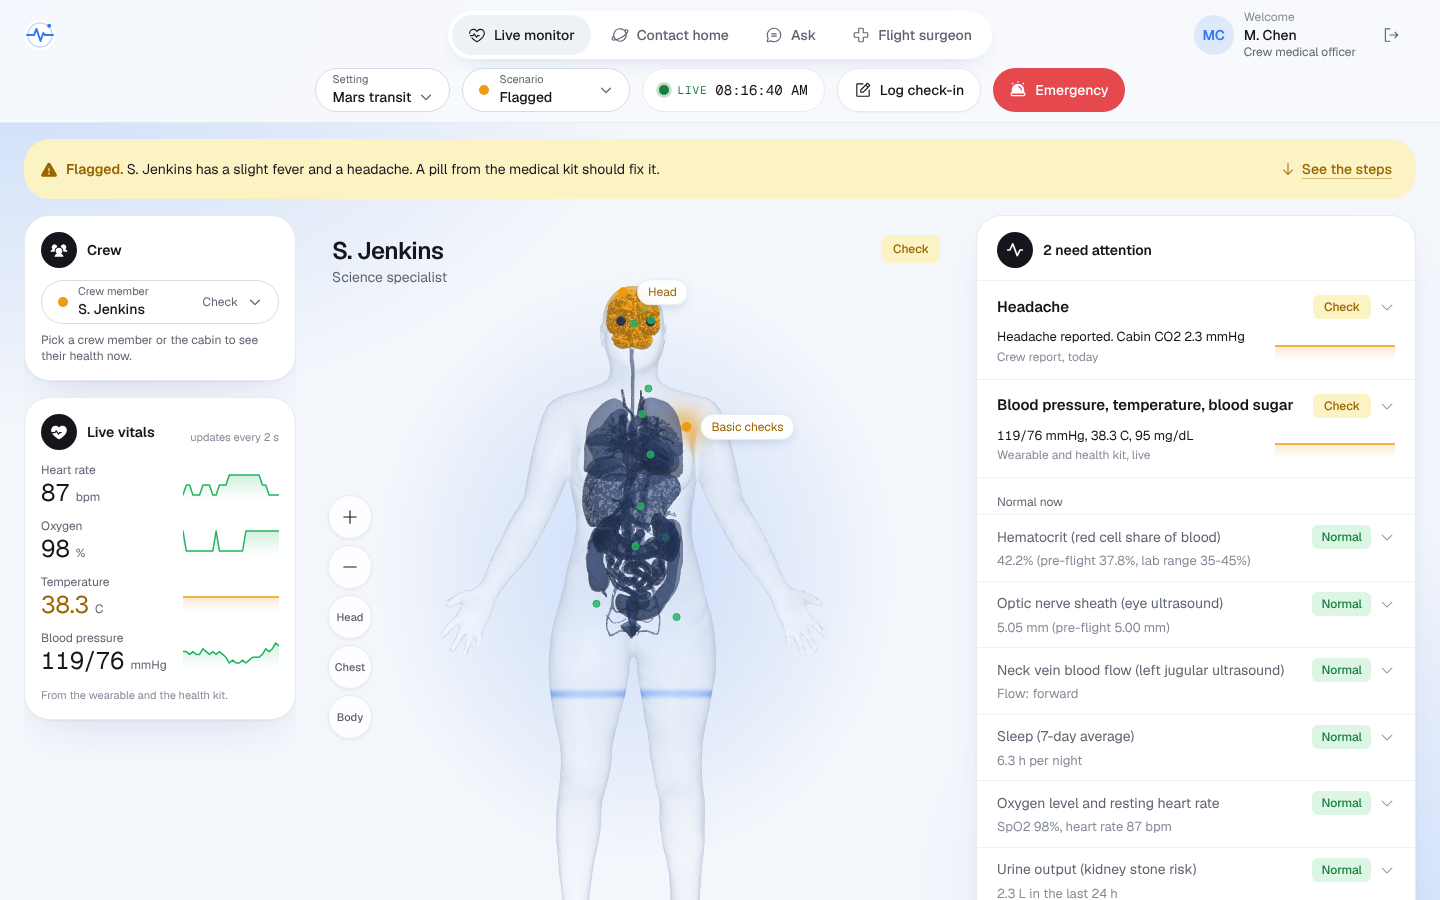 Live monitor
Contact home
Ask
Flight surgeon
MC
Welcome
M. Chen
Crew medical officer
Setting
Mars transit
Scenario
Flagged
LIVE 08:16:40 AM
Log check-in
Emergency
Flagged. S. Jenkins has a slight fever and a headache. A pill from the medical kit should fix it.
See the steps
Crew
Crew member
S. Jenkins
Check
Pick a crew member or the cabin to see
their health now.
Live vitals
updates every 2 s
Heart rate
87 bpm
Oxygen
98 %
Temperature
38.3 C
Blood pressure
119/76 mmHg
From the wearable and the health kit.
S. Jenkins
Science specialist
Check
Head
Basic checks
Head
Chest
Body
2 need attention
Headache
Check
Headache reported. Cabin CO2 2.3 mmHg
Crew report, today
Blood pressure, temperature, blood sugar
Check
119/76 mmHg, 38.3 C, 95 mg/dL
Wearable and health kit, live
Normal now
Hematocrit (red cell share of blood)
Normal
42.2% (pre-flight 37.8%, lab range 35-45%)
Optic nerve sheath (eye ultrasound)
Normal
5.05 mm (pre-flight 5.00 mm)
Neck vein blood flow (left jugular ultrasound)
Normal
Flow: forward
Sleep (7-day average)
Normal
6.3 h per night
Oxygen level and resting heart rate
Normal
SpO2 98%, heart rate 87 bpm
Urine output (kidney stone risk)
Normal
2.3 L in the last 24 h